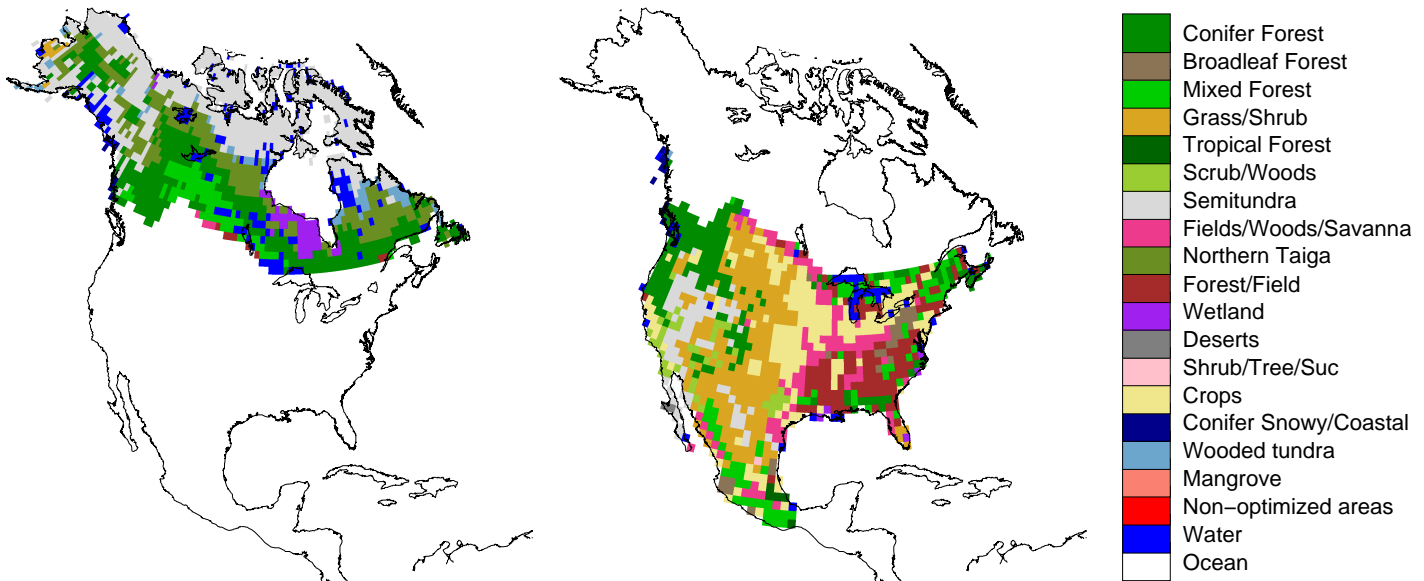 Conifer Forest
Broadleaf Forest
Mixed Forest
Grass/Shrub
Tropical Forest
Scrub/Woods
Semitundra
Fields/Woods/Savanna
Northern Taiga
Forest/Field
Wetland
Deserts
Shrub/Tree/Suc
Crops
Conifer Snowy/Coastal
Wooded tundra
Mangrove
Non−optimized areas
Water
Ocean